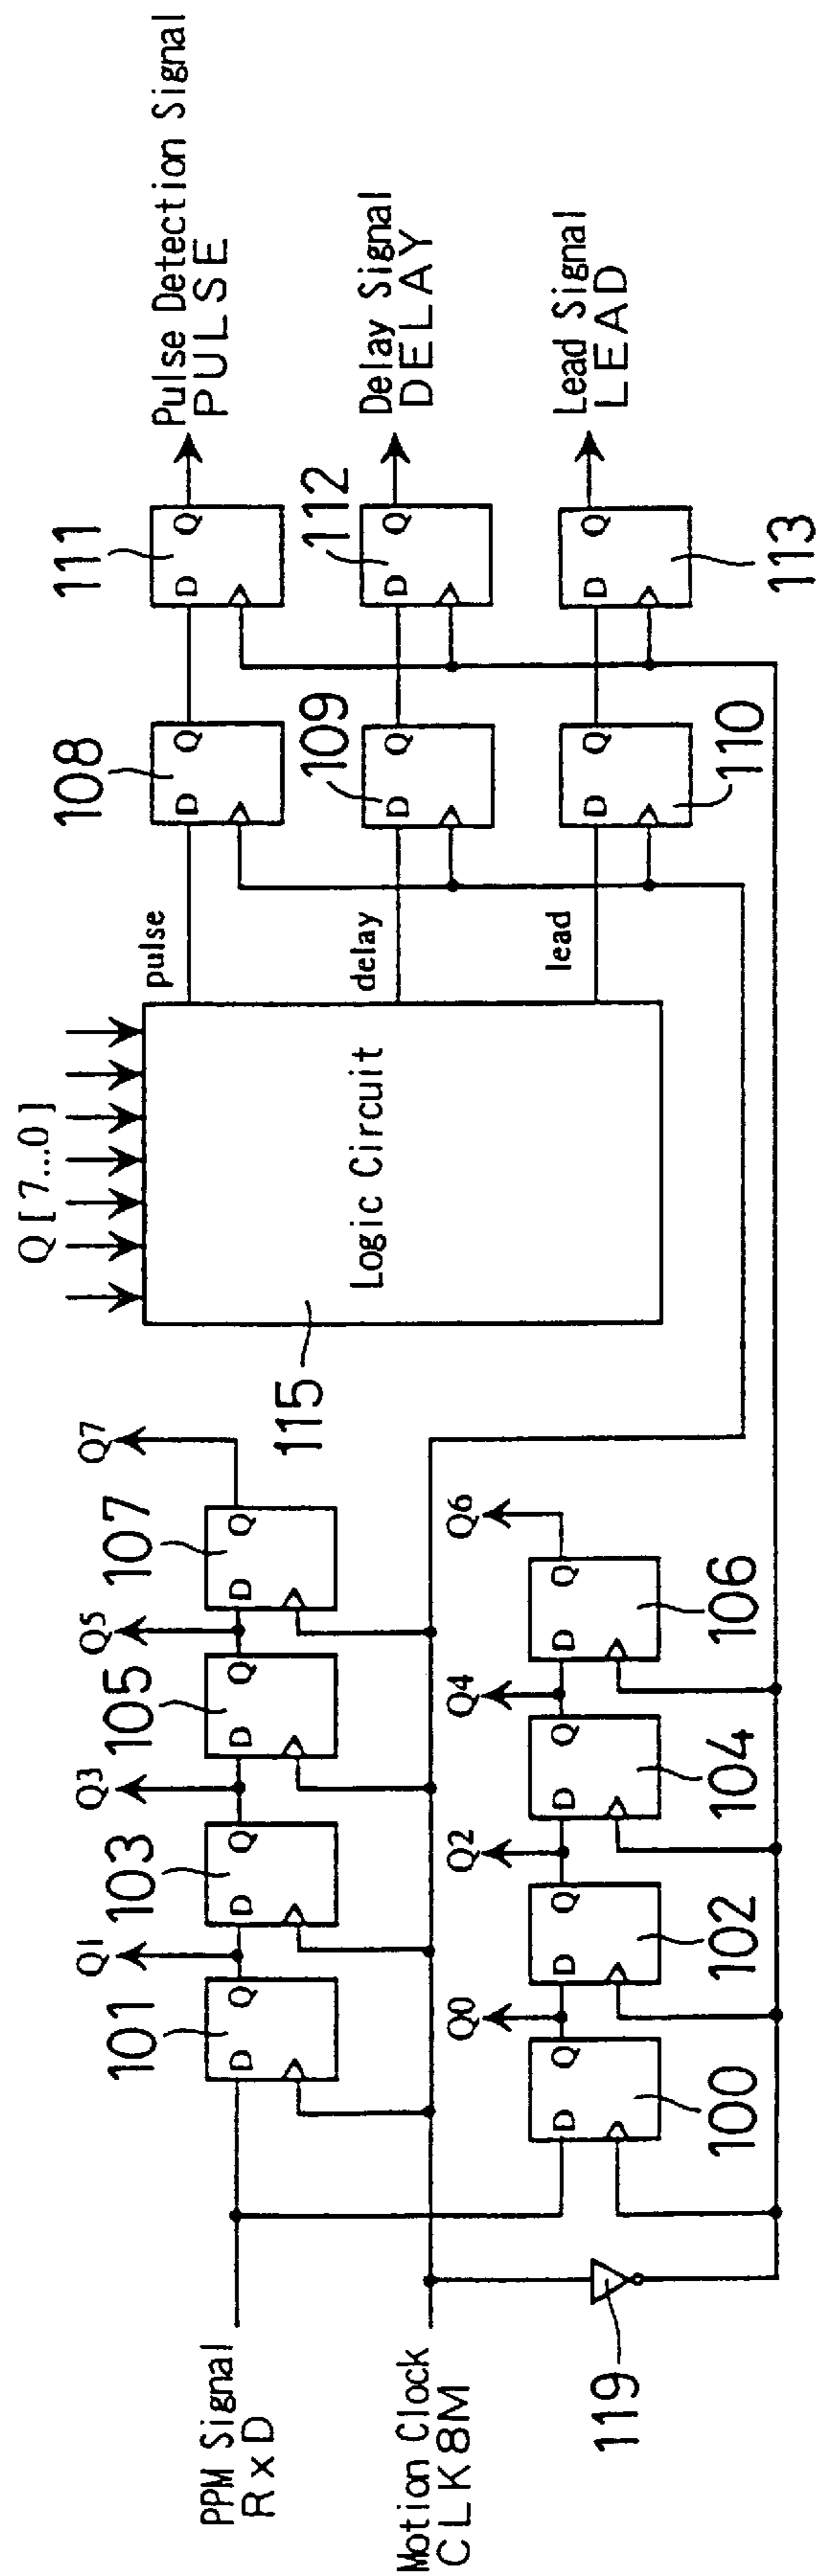 PPM Signal
RxD
Motion Clock
CLK8M
119
101
D Q
Q1
103
D Q
Q3
105
D Q
Q5
107
D Q
Q7
100
D Q
Q0
102
D Q
Q2
104
D Q
Q4
106
D Q
Q6
Q[7...0]
Logic Circuit
115
pulse
delay
lead
108
D Q
109
D Q
110
D Q
111
D Q
112
D Q
113
D Q
Pulse Detection Signal
PULSE
Delay Signal
DELAY
Lead Signal
LEAD